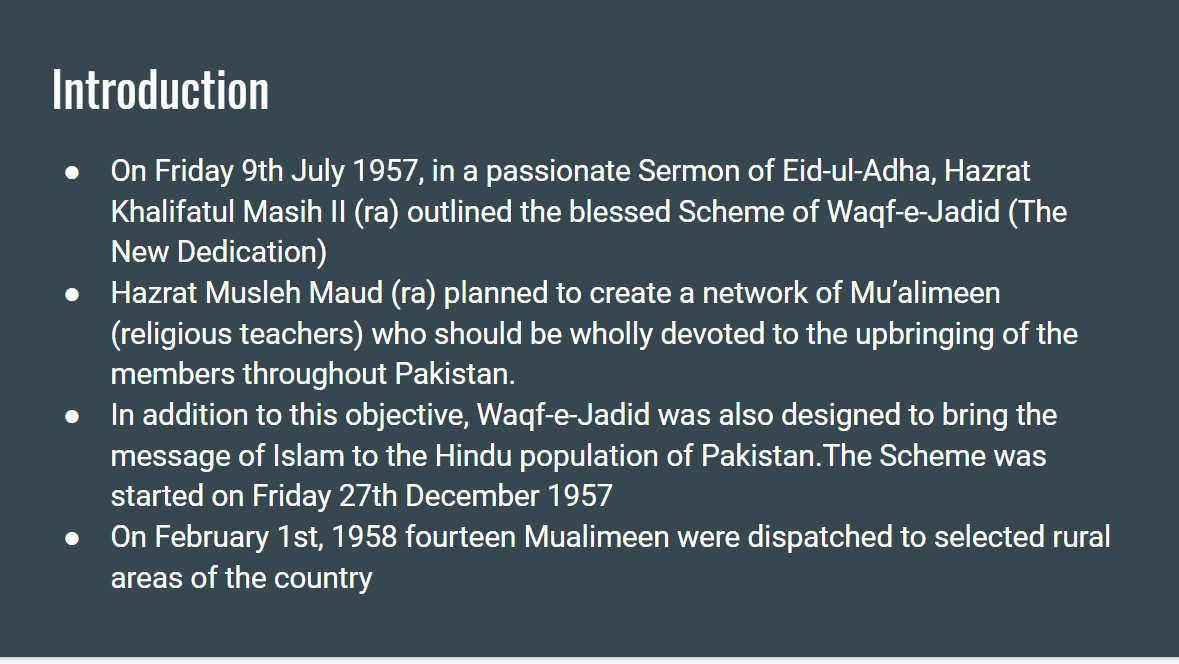 Introduction
● On Friday 9th July 1957, in a passionate Sermon of Eid-ul-Adha, Hazrat
Khalifatul Masih II (ra) outlined the blessed Scheme of Waqf-e-Jadid (The
New Dedication)
● Hazrat Musleh Maud (ra) planned to create a network of Mu’alimeen
(religious teachers) who should be wholly devoted to the upbringing of the
members throughout Pakistan.
● In addition to this objective, Waqf-e-Jadid was also designed to bring the
message of Islam to the Hindu population of Pakistan.The Scheme was
started on Friday 27th December 1957
● On February 1st, 1958 fourteen Mualimeen were dispatched to selected rural
areas of the country